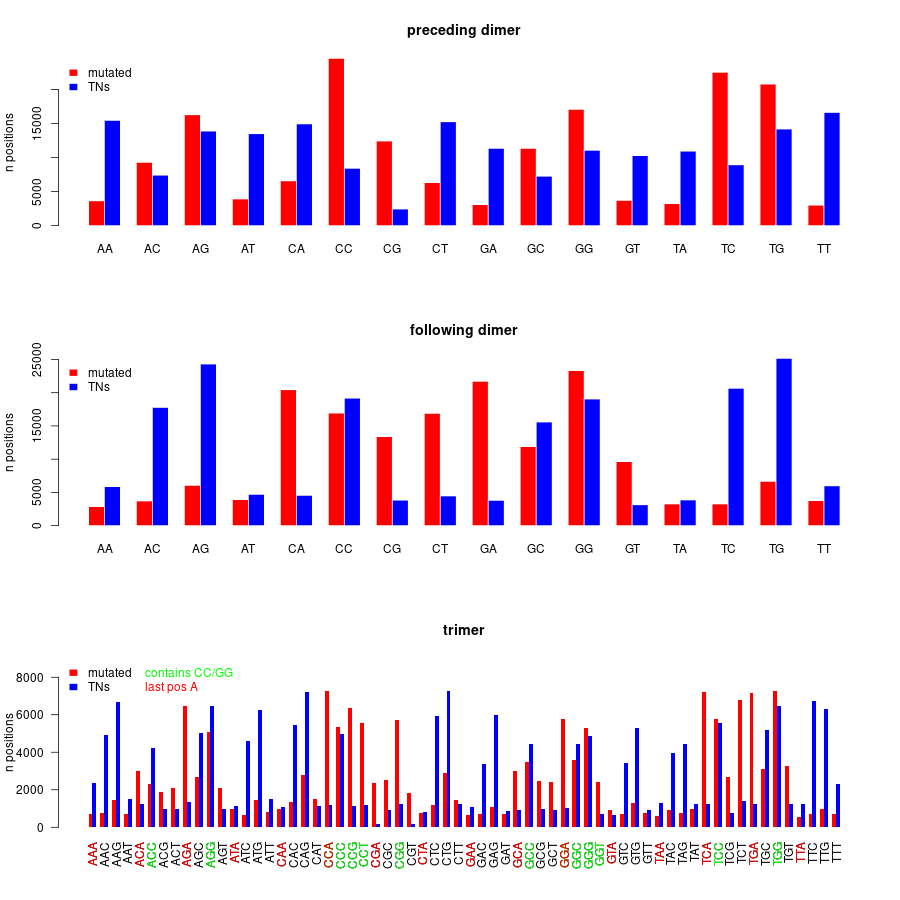 preceding dimer
mutated
TNs
n positions
15000
5000
0
AA AC AG AT CA CC CG CT GA GC GG GT TA TC TG TT
following dimer
mutated
TNs
n positions
25000
15000
5000
0
AA AC AG AT CA CC CG CT GA GC GG GT TA TC TG TT
trimer
mutated contains CC/GG
TNs last pos A
n positions
8000
6000
4000
2000
0
AAA AAC AAG AAT ACA ACC ACG ACT AGA AGC AGG AGT ATA ATC ATG ATT CAA CAC CAG CAT CCA CCC CCG CCT CGA CGC CGG CGT CTA CTC CTG CTT GAA GAC GAG GAT GCA GCC GCG GCT GGA GGC GGG GGT GTA GTC GTG GTT TAA TAC TAG TAT TCA TCC TCG TCT TGA TGC TGG TGT TTA TTC TTG TTT